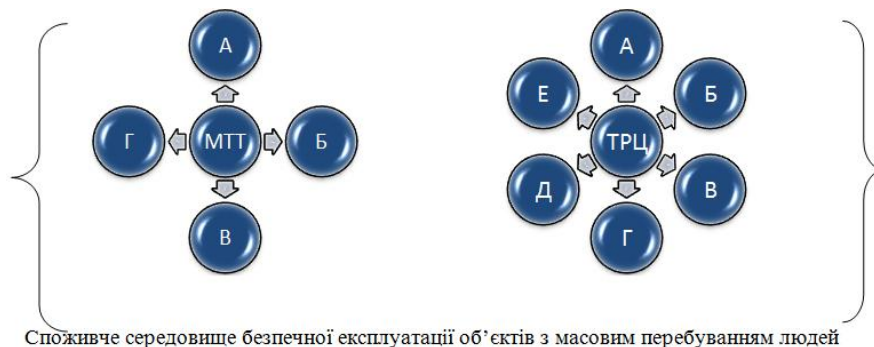 А
Г МТТ Б
В
А
Е Б
ТРЦ
Д В
Г
Споживче середовище безпечної експлуатації об’єктів з масовим перебуванням людей